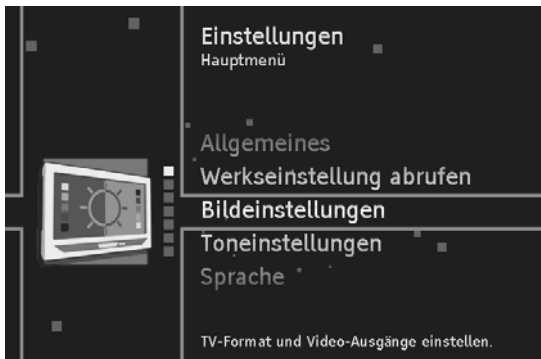 Einstellungen
Hauptmenü
Allgemeines
Werkseinstellung abrufen
Bildeinstellungen
Toneinstellungen
Sprache
TV-Format und Video-Ausgänge einstellen.